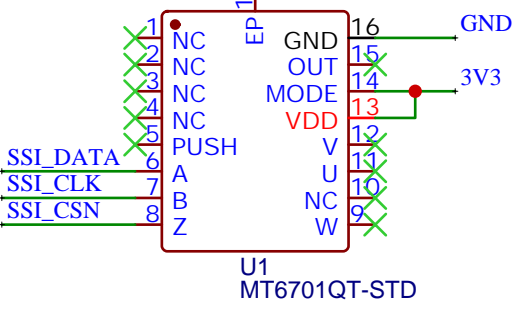 EP 1
1 NC GND 16 GND
2 NC OUT 15
3 NC MODE 14 3V3
4 NC VDD 13
5 PUSH V 12
SSI_DATA 6 A U 11
SSI_CLK 7 B NC 10
SSI_CSN 8 Z W 9
U1
MT6701QT-STD